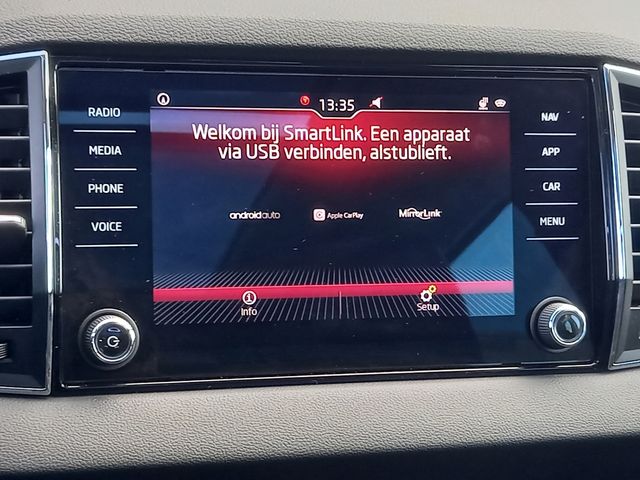 13:35
RADIO
MEDIA
PHONE
VOICE
Welkom bij SmartLink. Een apparaat
via USB verbinden, alstublieft.
androidauto
Apple CarPlay
MirrorLink
Info
Setup
NAV
APP
CAR
MENU